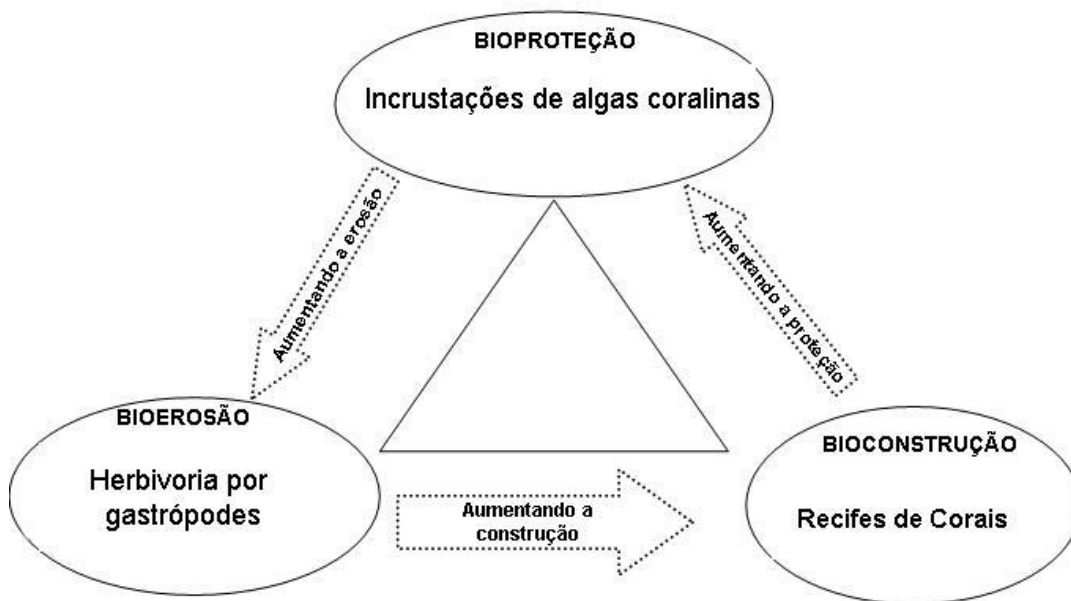 BIOPROTEÇÃO
Incrustações de algas coralinas
Aumentando a erosão
Aumentando a proteção
BIOEROSÃO
Herbivoria por
gastrópodes
Aumentando a
construção
BIOCONSTRUÇÃO
Recifes de Corais